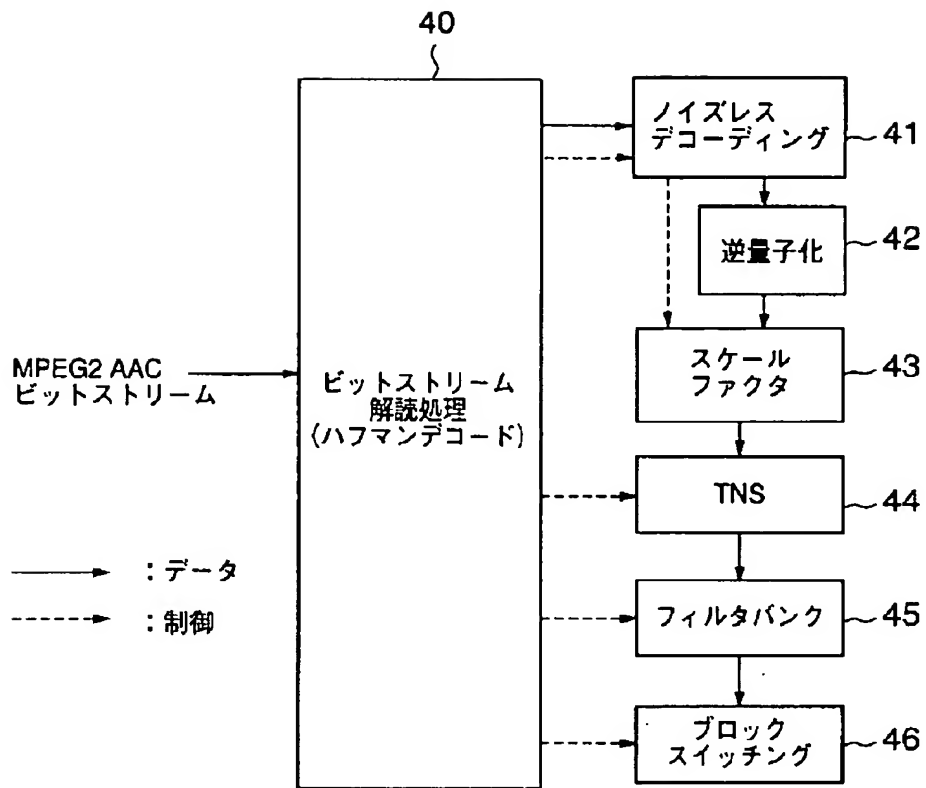 40
ノイズレス
デコーディング
41
逆量子化
42
スケール
ファクタ
43
MPEG2 AAC
ビットストリーム
ビットストリーム
解読処理
(ハフマンデコード)
TNS
44
:データ
:制御
フィルタバンク
45
ブロック
スイッチング
46